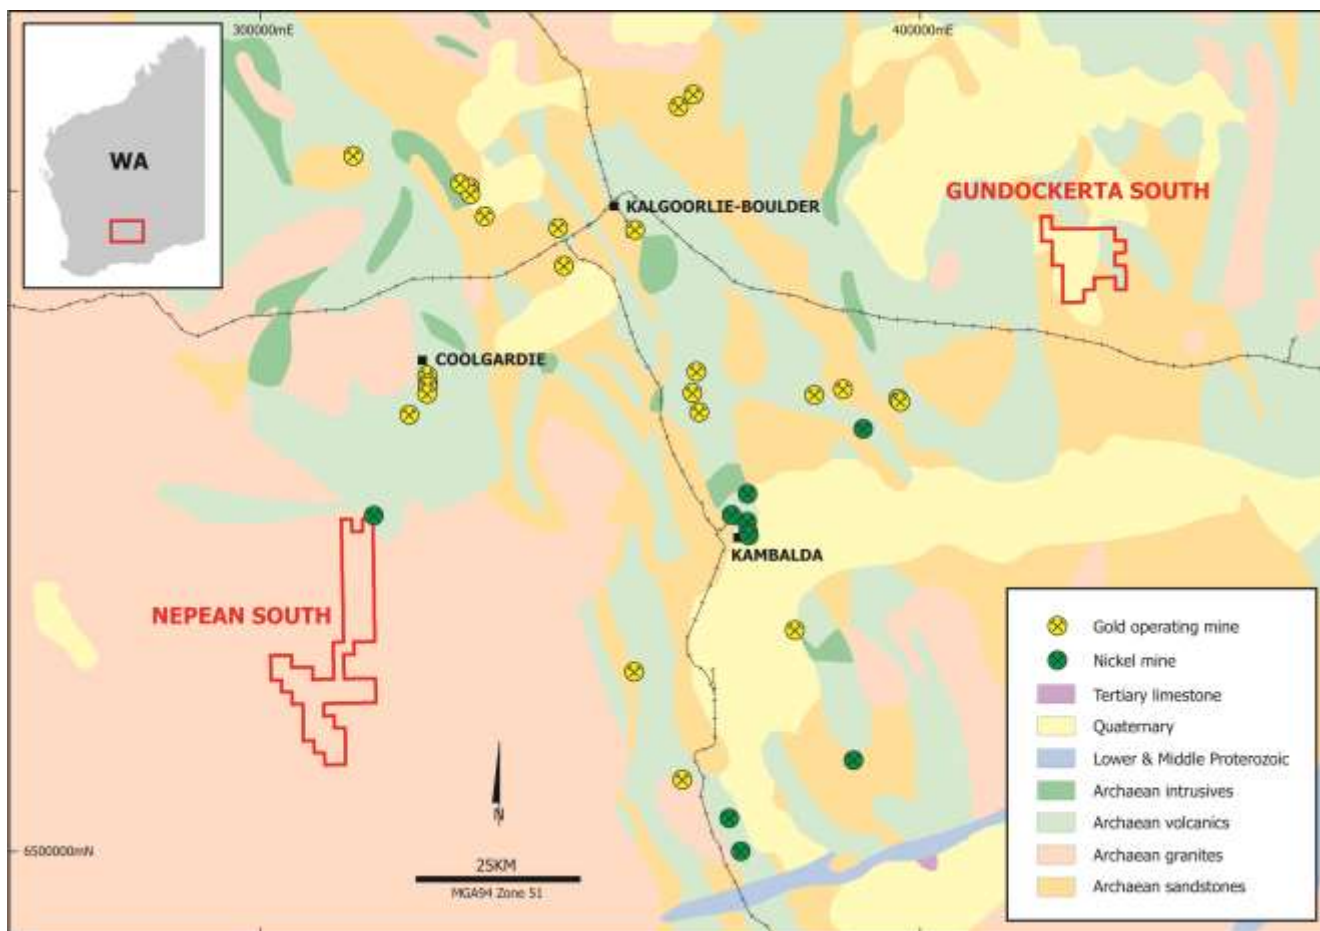 300000mE
400000mE
WA
GUNDOCKERTA SOUTH
KALGOORLIE-BOULDER
COOLGARDIE
KAMBALDA
NEPEAN SOUTH
Gold operating mine
Nickel mine
Tertiary limestone
Quaternary
Lower & Middle Proterozoic
Archaean intrusives
Archaean volcanics
Archaean granites
Archaean sandstones
N
6500000mN
25KM
MGA94 Zone 51